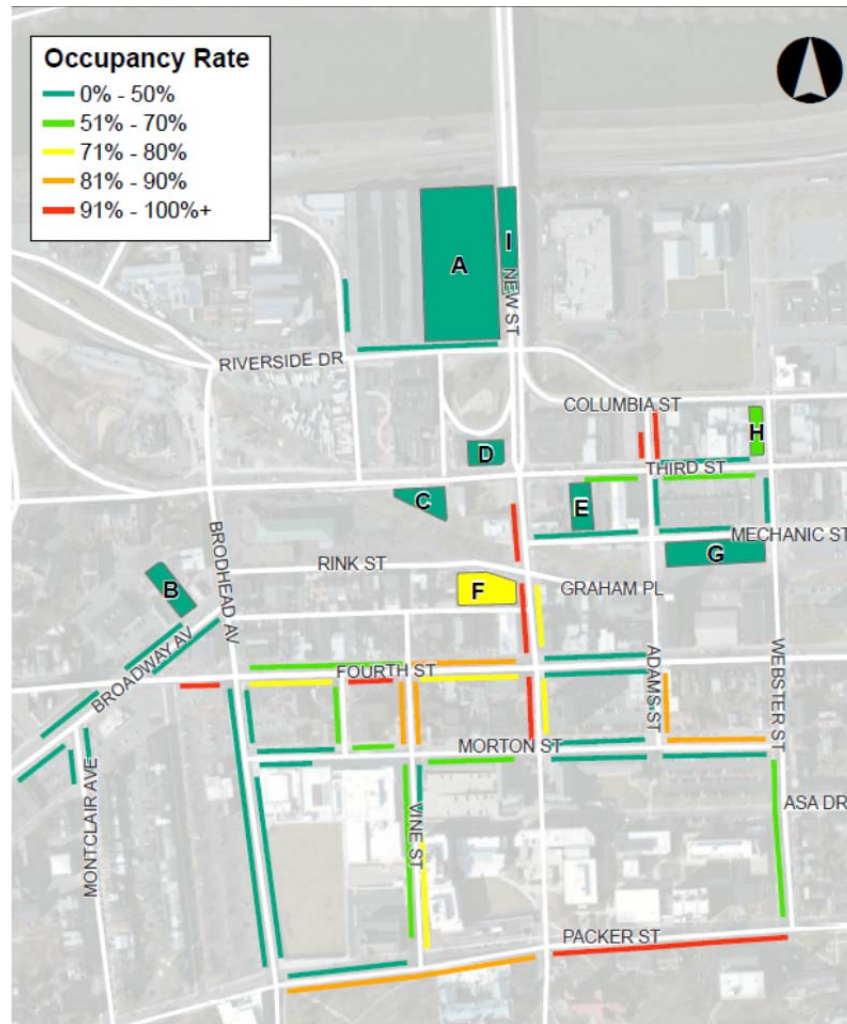 Occupancy Rate
0% - 50%
51% - 70%
71% - 80%
81% - 90%
91% - 100%+
A
I
NEW ST
RIVERSIDE DR
COLUMBIA ST
H
D
THIRD ST
C
E
MECHANIC ST
BRODHEAD AV
RINK ST
G
B
F
GRAHAM PL
BROADWAY AV
FOURTH ST
ADAMS ST
WEBSTER ST
MORTON ST
MONTCLAIR AVE
VINE ST
ASA DR
PACKER ST